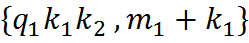 {q₁k₁k₂ ,m₁ + k₁}